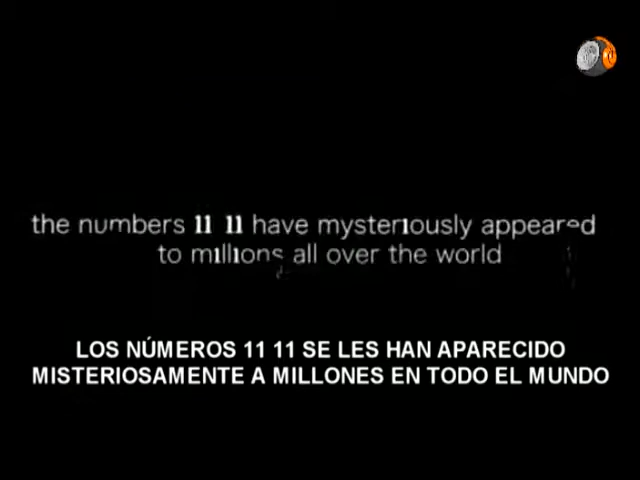 the numbers 11 11 have mysteriously appeared
to millions all over the world
LOS NÚMEROS 11 11 SE LES HAN APARECIDO
MISTERIOSAMENTE A MILLONES EN TODO EL MUNDO